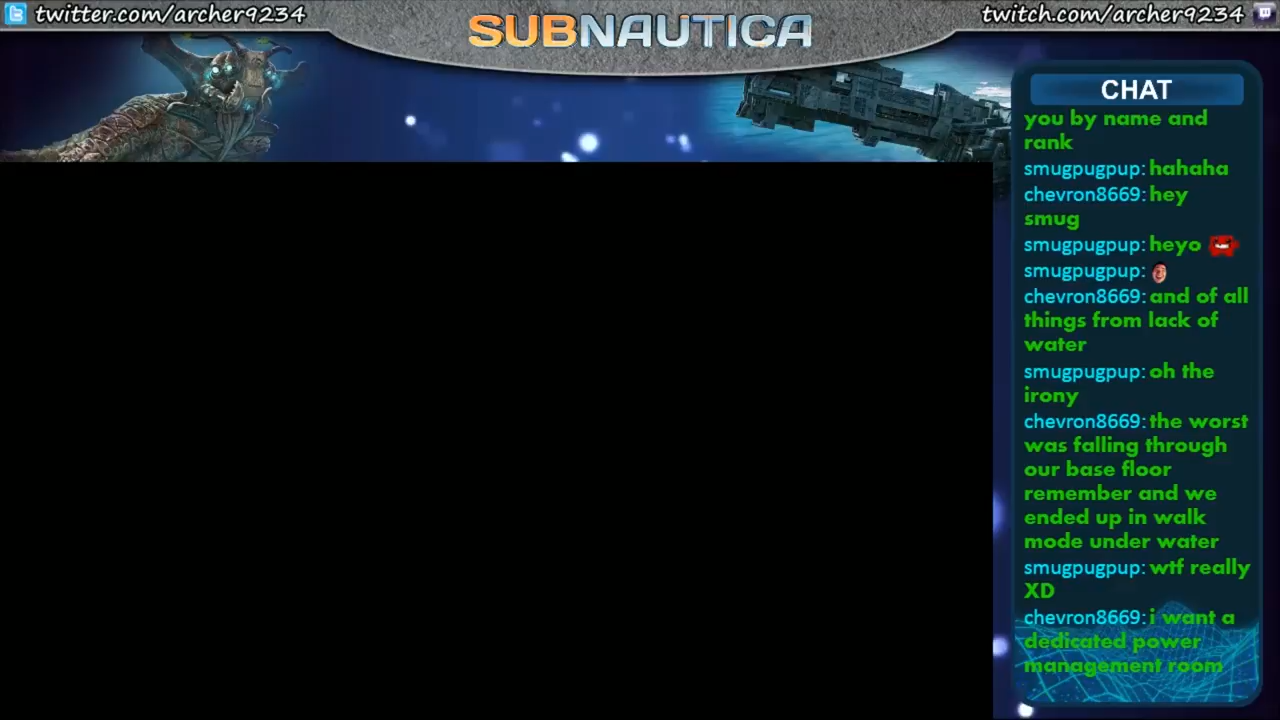 twitter.com/archer9234
SUBNAUTICA
twitch.com/archer9234
CHAT
you by name and
rank
smugpugpup: hahaha
chevron8669: hey
smug
smugpugpup: heyo
smugpugpup:
chevron8669: and of all
things from lack of
water
smugpugpup: oh the
irony
chevron8669: the worst
was falling through
our base floor
remember and we
ended up in walk
mode under water
smugpugpup: wtf really
XD
chevron8669: i want a
dedicated power
management room